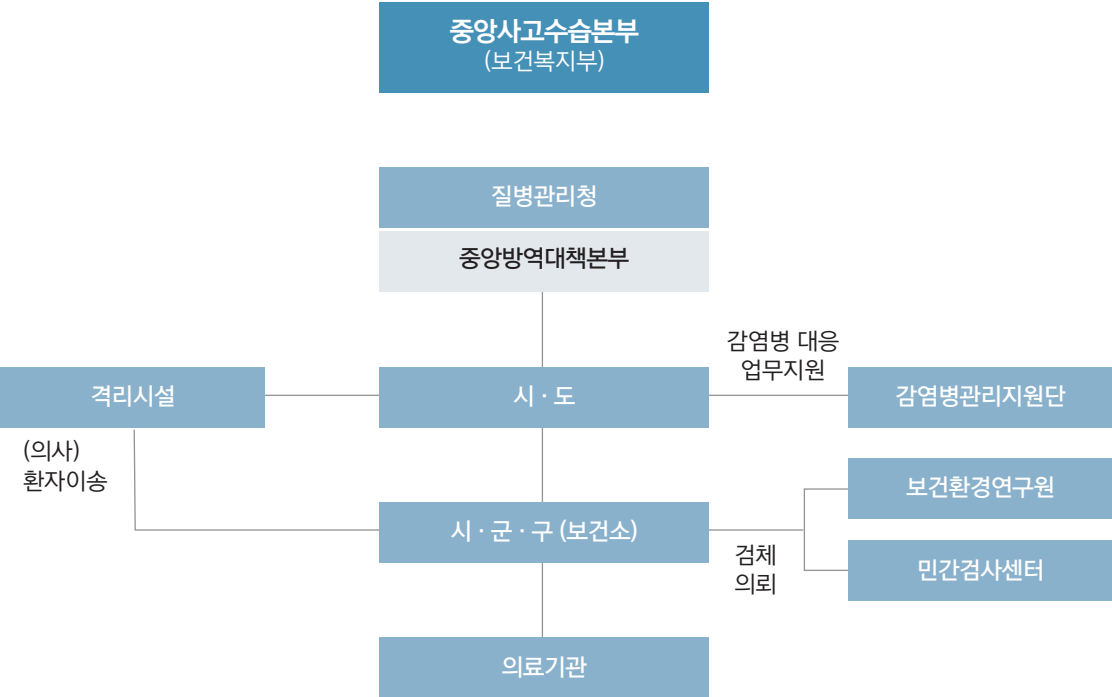 중앙사고수습본부
(보건복지부)
질병관리청
중앙방역대책본부
감염병 대응
업무지원
격리시설
시 · 도
감염병관리지원단
(의사)
환자이송
보건환경연구원
시 · 군 · 구 (보건소)
검체
의뢰
민간검사센터
의료기관